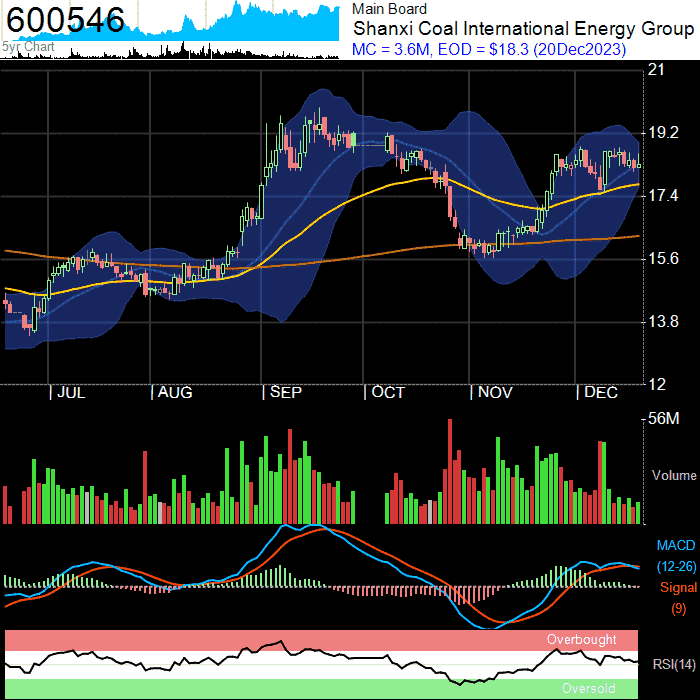 600546
5yr Chart
Main Board
Shanxi Coal International Energy Group
MC = 3.6M, EOD = $18.3 (20Dec2023)
21
19.2
17.4
15.6
13.8
12
| JUL | AUG | SEP | OCT | NOV | DEC
56M
Volume
MACD
(12-26)
Signal
(9)
Overbought
RSI(14)
Oversold